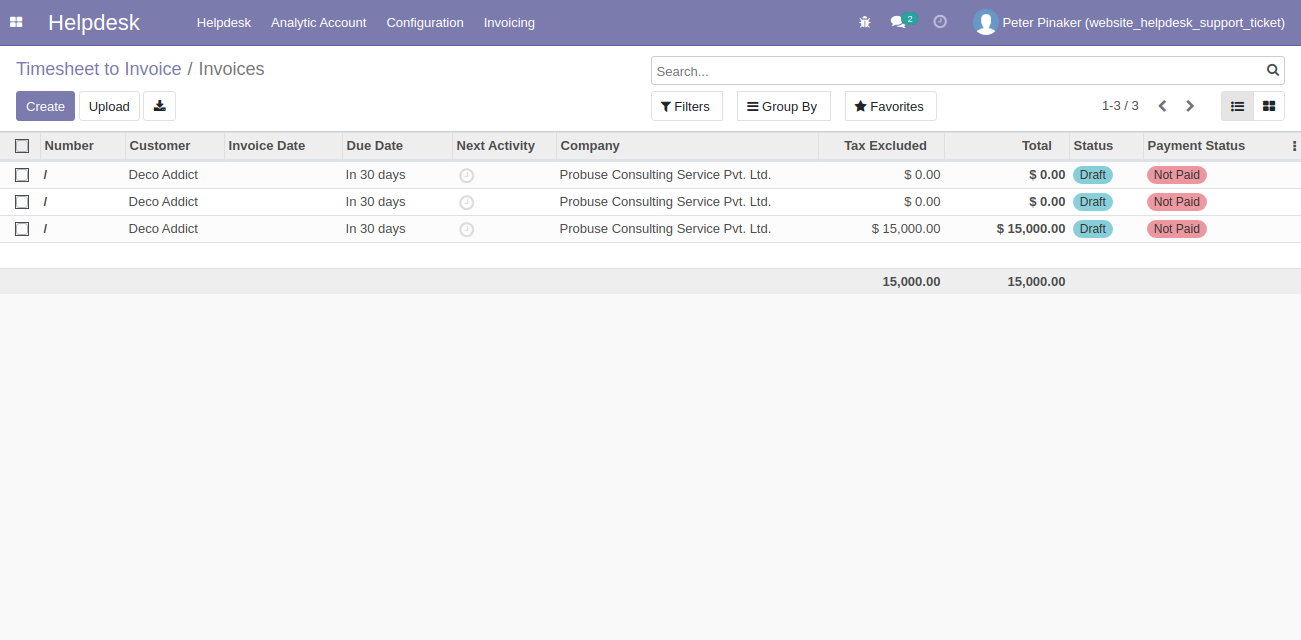 Helpdesk Helpdesk Analytic Account Configuration Invoicing 2 Peter Pinaker (website_helpdesk_support_ticket)
Timesheet to Invoice / Invoices
Search...
Create Upload Filters Group By Favorites 1-3 / 3
Number Customer Invoice Date Due Date Next Activity Company Tax Excluded Total Status Payment Status
/ Deco Addict In 30 days Probuse Consulting Service Pvt. Ltd. $ 0.00 $ 0.00 Draft Not Paid
/ Deco Addict In 30 days Probuse Consulting Service Pvt. Ltd. $ 0.00 $ 0.00 Draft Not Paid
/ Deco Addict In 30 days Probuse Consulting Service Pvt. Ltd. $ 15,000.00 $ 15,000.00 Draft Not Paid
15,000.00 15,000.00